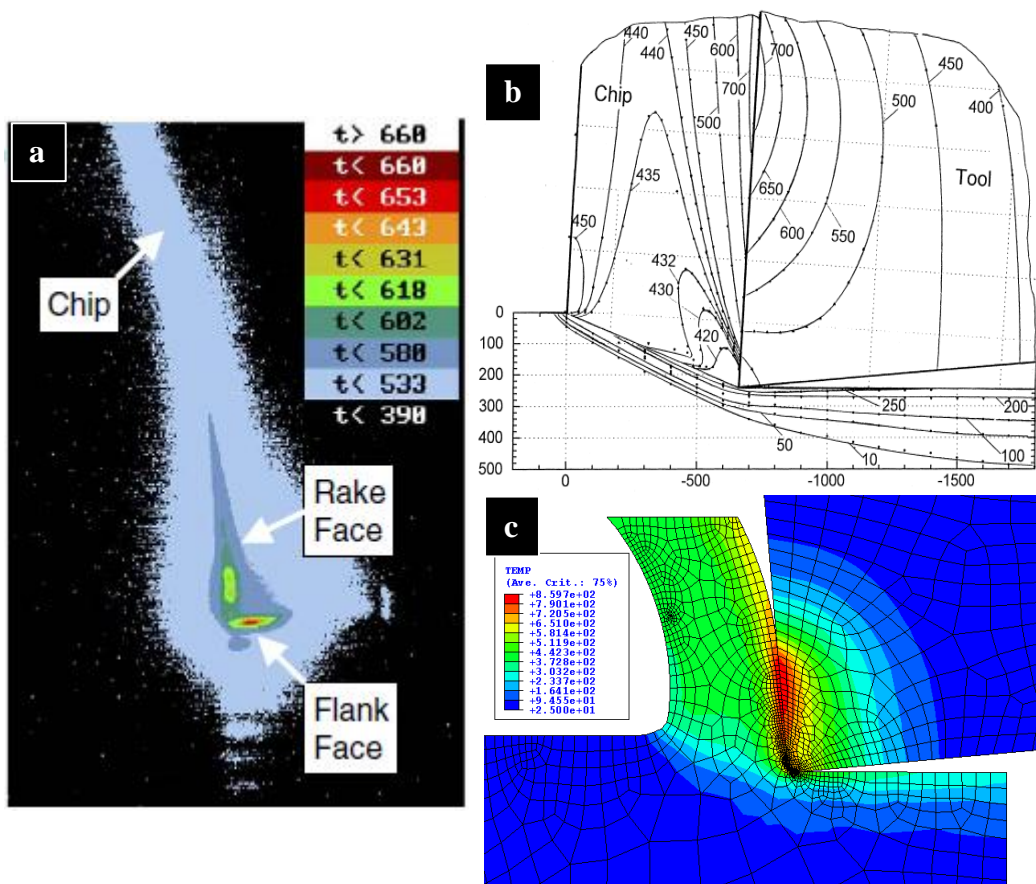 a
t> 660
t< 660
t< 653
t< 643
t< 631
t< 618
t< 602
t< 580
t< 533
t< 390
Chip
Rake
Face
Flank
Face
b
440
440
450
600
700
500
700
450
500
400
Chip
Tool
435
450
650
600
550
432
430
420
0
100
200
300
400
500
250
200
50
10
100
0
-500
-1000
-1500
c
TEMP
(Ave. Crit.: 75%)
+8.597e+02
+7.901e+02
+7.205e+02
+6.510e+02
+5.814e+02
+5.119e+02
+4.423e+02
+3.728e+02
+3.032e+02
+2.337e+02
+1.641e+02
+9.455e+01
+2.500e+01